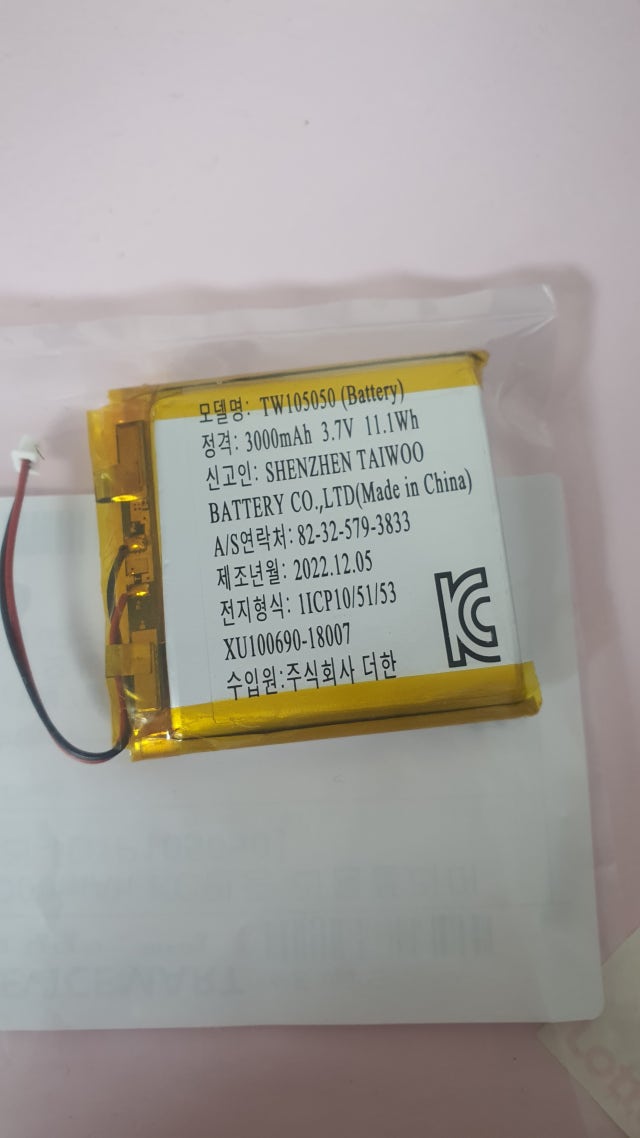 모델명: TW105050 (Battery)
정격: 3000mAh 3.7V 11.1Wh
신고인: SHENZHEN TAIWOO
BATTERY CO.,LTD(Made in China)
A/S연락처: 82-32-579-3833
제조년월: 2022.12.05
전지형식: 1ICP10/51/53
XU100690-18007
수입원:주식회사 더한